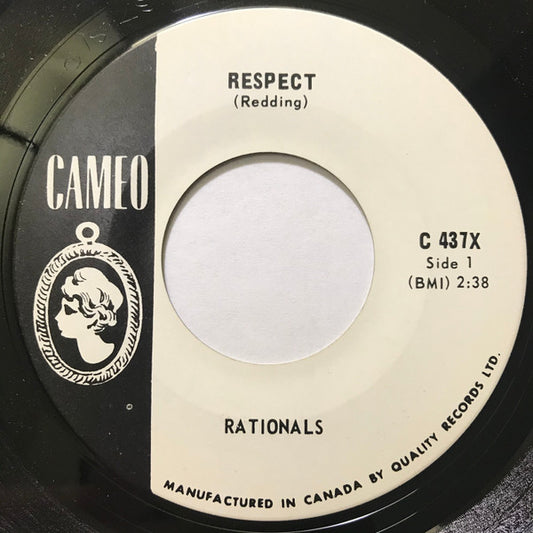 RESPECT
(Redding)
CAMEO
C 437X
Side 1
(BMI) 2:38
RATIONALS
MANUFACTURED IN CANADA BY QUALITY RECORDS LTD.